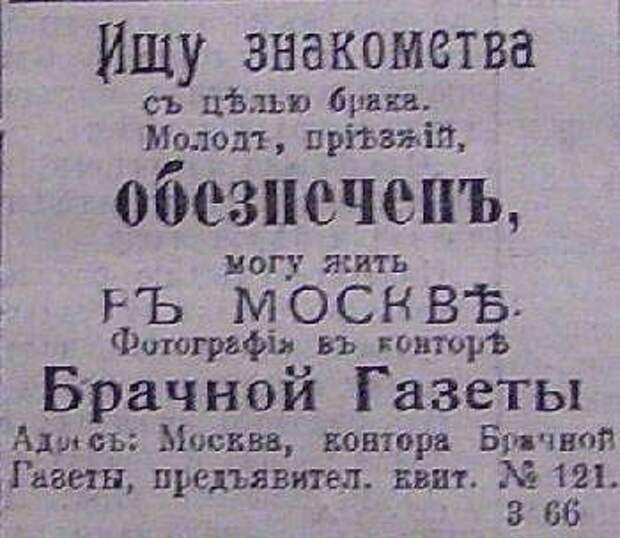 Ищу знакомства
съ цѣлью брака.
Молодъ, пріѣзжій,
обезпеченъ,
могу жить
въ МОСКВѢ.
Фотографія въ конторѣ
Брачной Газеты
Адресъ: Москва, контора Брачной
Газеты, предъявител. квит. № 121.
3 66